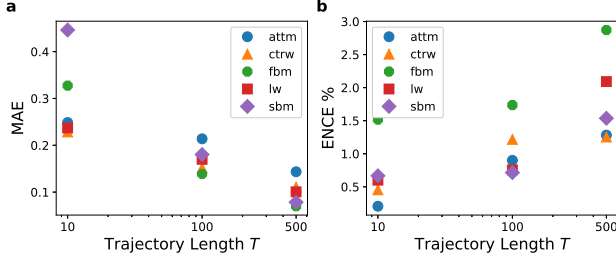 a
0.4
0.3
0.2
0.1
MAE
attm
ctrw
fbm
lw
sbm
10
100
500
Trajectory Length T
b
3.0
2.5
2.0
1.5
1.0
0.5
ENCE %
attm
ctrw
fbm
lw
sbm
10
100
500
Trajectory Length T